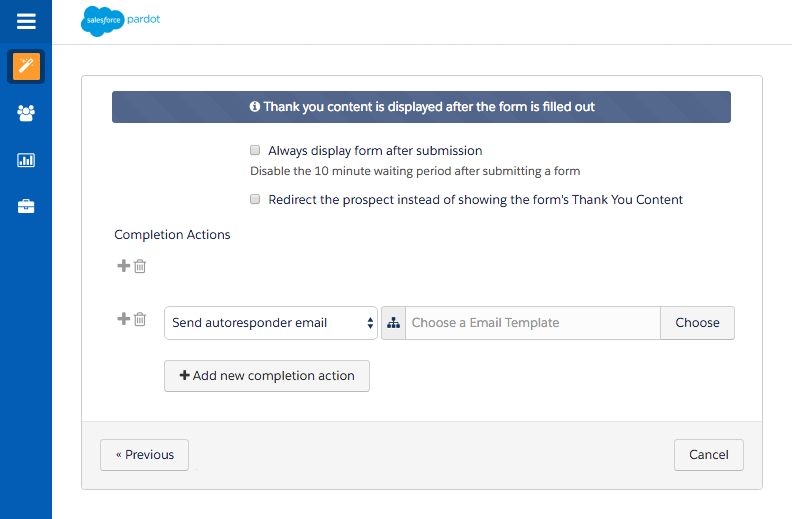 salesforce pardot
Thank you content is displayed after the form is filled out
Always display form after submission
Disable the 10 minute waiting period after submitting a form
Redirect the prospect instead of showing the form's Thank You Content
Completion Actions
Send autoresponder email Choose a Email Template Choose
Add new completion action
« Previous Cancel